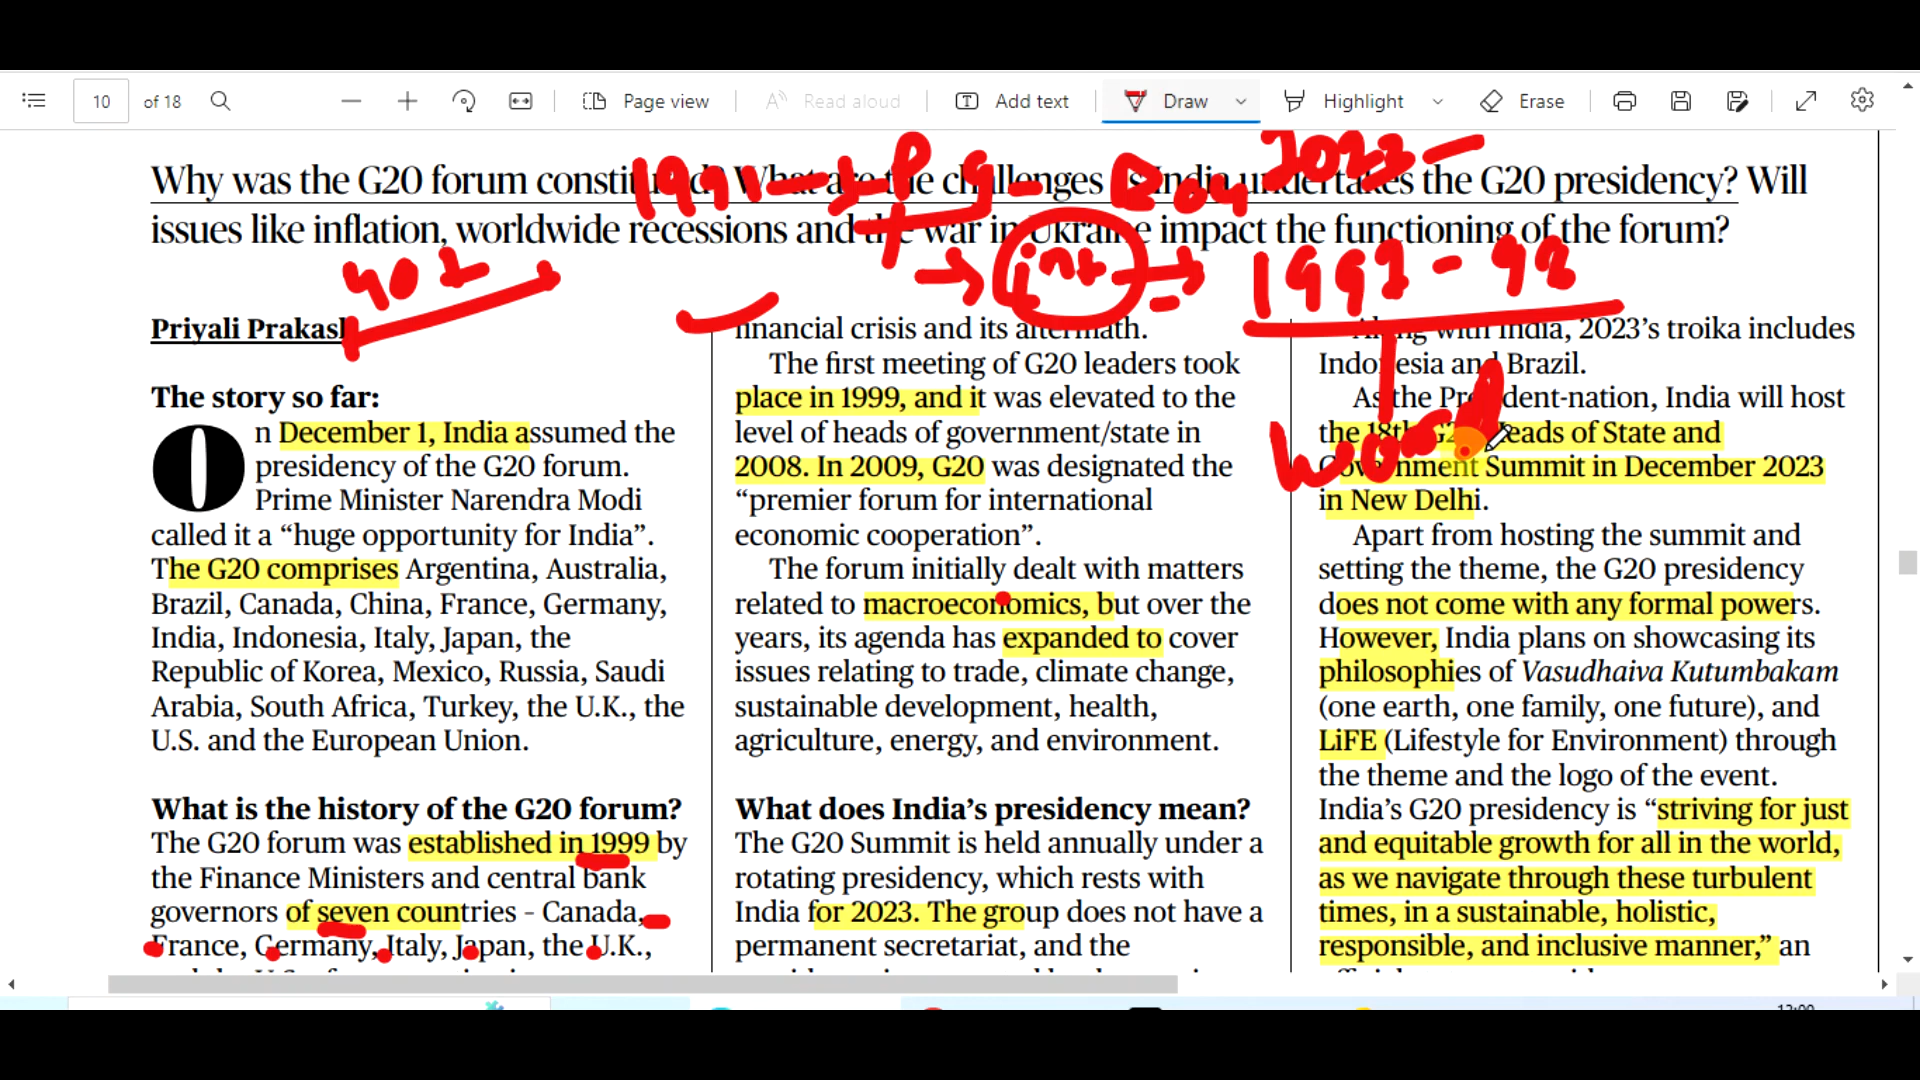 10 of 18 Page view Read aloud Add text Draw Highlight Erase
Why was the G20 forum constituted? What are the challenges as India undertakes the G20 presidency? Will
issues like inflation, worldwide recessions and the war in Ukraine impact the functioning of the forum?
Priyali Prakash
The story so far:
On December 1, India assumed the
presidency of the G20 forum.
Prime Minister Narendra Modi
called it a “huge opportunity for India”.
The G20 comprises Argentina, Australia,
Brazil, Canada, China, France, Germany,
India, Indonesia, Italy, Japan, the
Republic of Korea, Mexico, Russia, Saudi
Arabia, South Africa, Turkey, the U.K., the
U.S. and the European Union.
What is the history of the G20 forum?
The G20 forum was established in 1999 by
the Finance Ministers and central bank
governors of seven countries - Canada,
France, Germany, Italy, Japan, the U.K.,
financial crisis and its aftermath.
The first meeting of G20 leaders took
place in 1999, and it was elevated to the
level of heads of government/state in
2008. In 2009, G20 was designated the
“premier forum for international
economic cooperation”.
The forum initially dealt with matters
related to macroeconomics, but over the
years, its agenda has expanded to cover
issues relating to trade, climate change,
sustainable development, health,
agriculture, energy, and environment.
What does India’s presidency mean?
The G20 Summit is held annually under a
rotating presidency, which rests with
India for 2023. The group does not have a
permanent secretariat, and the
Along with India, 2023’s troika includes
Indonesia and Brazil.
As the President-nation, India will host
the 18th G20 Heads of State and
Government Summit in December 2023
in New Delhi.
Apart from hosting the summit and
setting the theme, the G20 presidency
does not come with any formal powers.
However, India plans on showcasing its
philosophies of Vasudhaiva Kutumbakam
(one earth, one family, one future), and
LiFE (Lifestyle for Environment) through
the theme and the logo of the event.
India’s G20 presidency is “striving for just
and equitable growth for all in the world,
as we navigate through these turbulent
times, in a sustainable, holistic,
responsible, and inclusive manner,” an